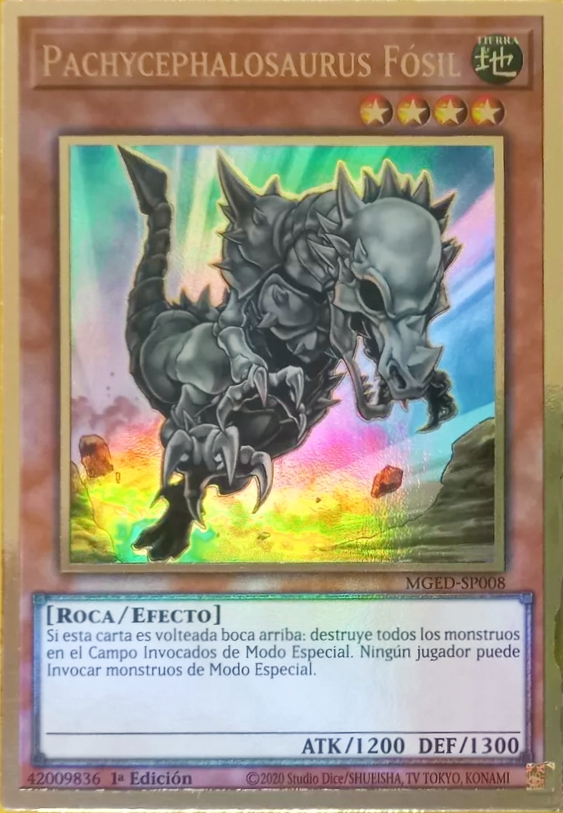 PACHYCEPHALOSAURUS FÓSIL
TIERRA
地
MGED-SP008
[ROCA/EFECTO]
Si esta carta es volteada boca arriba: destruye todos los monstruos
en el Campo Invocados de Modo Especial. Ningún jugador puede
Invocar monstruos de Modo Especial.
ATK/1200 DEF/1300
42009836 1ª Edición ©2020 Studio Dice/SHUEISHA, TV TOKYO, KONAMI